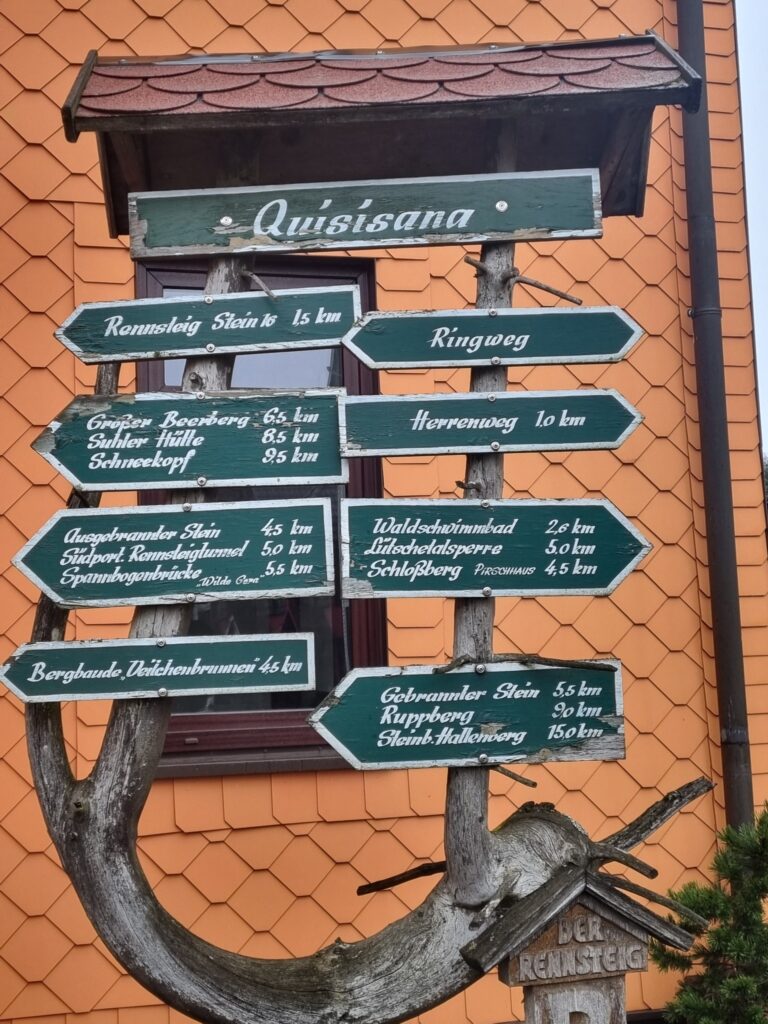 Quisisana
Rennsteig Stein 16 1,5 km
Ringweg
Großer Beerberg 6,5 km
Suhler Hütte 8,5 km
Schneekopf 9,5 km
Herrenweg 1,0 km
Ausgebrannter Stein 4,5 km
Südport. Rennsteigtunnel 5,0 km
Spannbogenbrücke "Wilde Gera" 5,5 km
Waldschwimmbad 2,6 km
Lütschetalsperre 5,0 km
Schloßberg PIRSCHHAUS 4,5 km
Bergbaude „Veilchenbrunnen" 4,5 km
Gebrannter Stein 5,5 km
Ruppberg 9,0 km
Steinb. Hallenberg 15,0 km
DER
RENNSTEIG
R